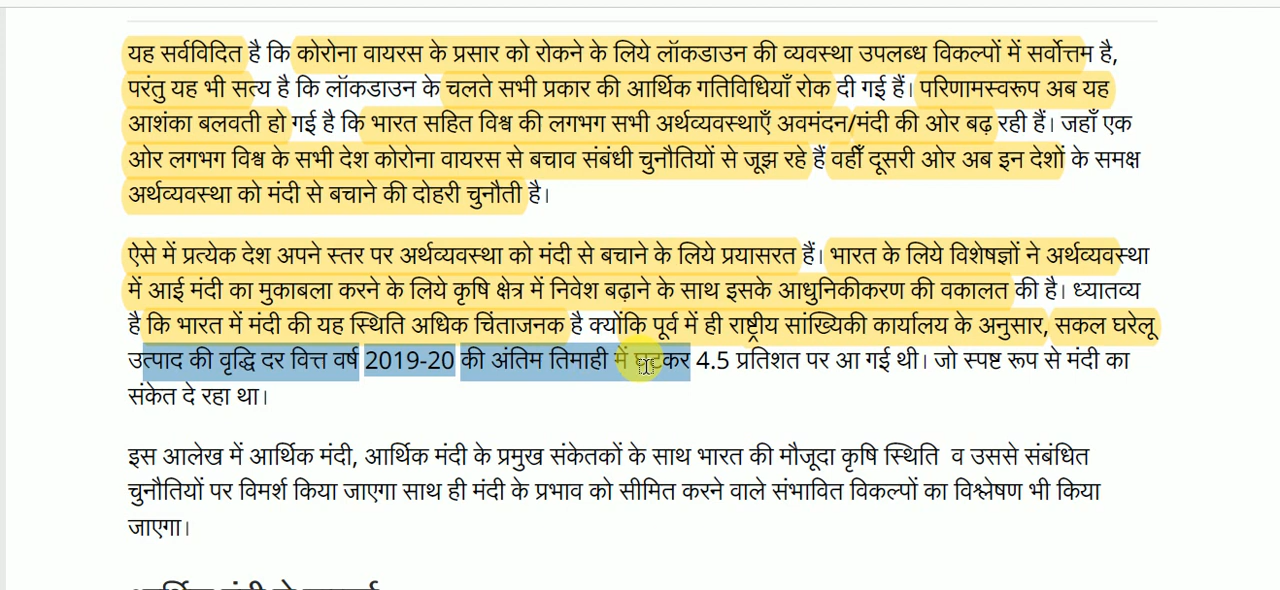 यह सर्वविदित है कि कोरोना वायरस के प्रसार को रोकने के लिये लॉकडाउन की व्यवस्था उपलब्ध विकल्पों में सर्वोत्तम है,
परंतु यह भी सत्य है कि लॉकडाउन के चलते सभी प्रकार की आर्थिक गतिविधियाँ रोक दी गई हैं। परिणामस्वरूप अब यह
आशंका बलवती हो गई है कि भारत सहित विश्व की लगभग सभी अर्थव्यवस्थाएँ अवमंदन/मंदी की ओर बढ़ रही हैं। जहाँ एक
ओर लगभग विश्व के सभी देश कोरोना वायरस से बचाव संबंधी चुनौतियों से जूझ रहे हैं वहीँ दूसरी ओर अब इन देशों के समक्ष
अर्थव्यवस्था को मंदी से बचाने की दोहरी चुनौती है।
ऐसे में प्रत्येक देश अपने स्तर पर अर्थव्यवस्था को मंदी से बचाने के लिये प्रयासरत हैं। भारत के लिये विशेषज्ञों ने अर्थव्यवस्था
में आई मंदी का मुकाबला करने के लिये कृषि क्षेत्र में निवेश बढ़ाने के साथ इसके आधुनिकीकरण की वकालत की है। ध्यातव्य
है कि भारत में मंदी की यह स्थिति अधिक चिंताजनक है क्योंकि पूर्व में ही राष्ट्रीय सांख्यिकी कार्यालय के अनुसार, सकल घरेलू
उत्पाद की वृद्धि दर वित्त वर्ष 2019-20 की अंतिम तिमाही में घटकर 4.5 प्रतिशत पर आ गई थी। जो स्पष्ट रूप से मंदी का
संकेत दे रहा था।
इस आलेख में आर्थिक मंदी, आर्थिक मंदी के प्रमुख संकेतकों के साथ भारत की मौजूदा कृषि स्थिति व उससे संबंधित
चुनौतियों पर विमर्श किया जाएगा साथ ही मंदी के प्रभाव को सीमित करने वाले संभावित विकल्पों का विश्लेषण भी किया
जाएगा।